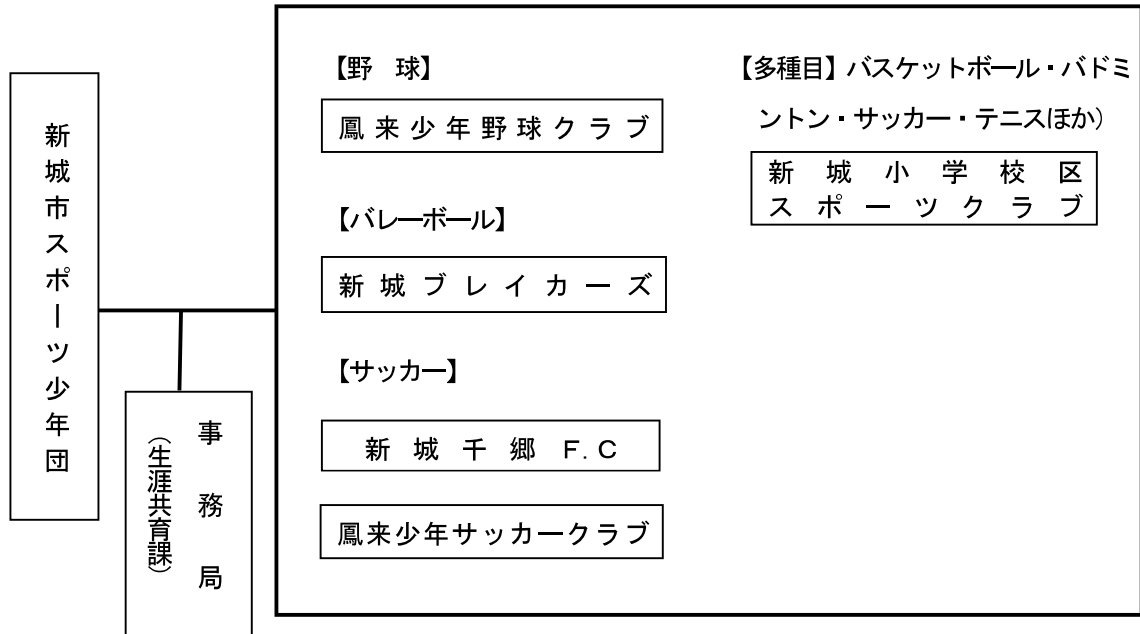 新城市スポーツ少年団
事務局
（生涯共育課）
【野　球】
鳳来少年野球クラブ
【バレーボール】
新城ブレイカーズ
【サッカー】
新城千郷 F.C
鳳来少年サッカークラブ
【多種目】バスケットボール・バドミ
ントン・サッカー・テニスほか）
新城小学校区
スポーツクラブ